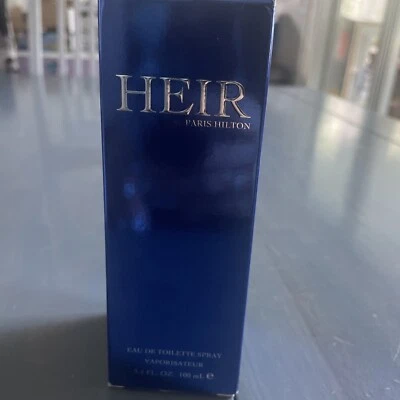 HEIR
PARIS HILTON
EAU DE TOILETTE SPRAY
VAPORISATEUR
3.4 FL. OZ 100 mL ℮